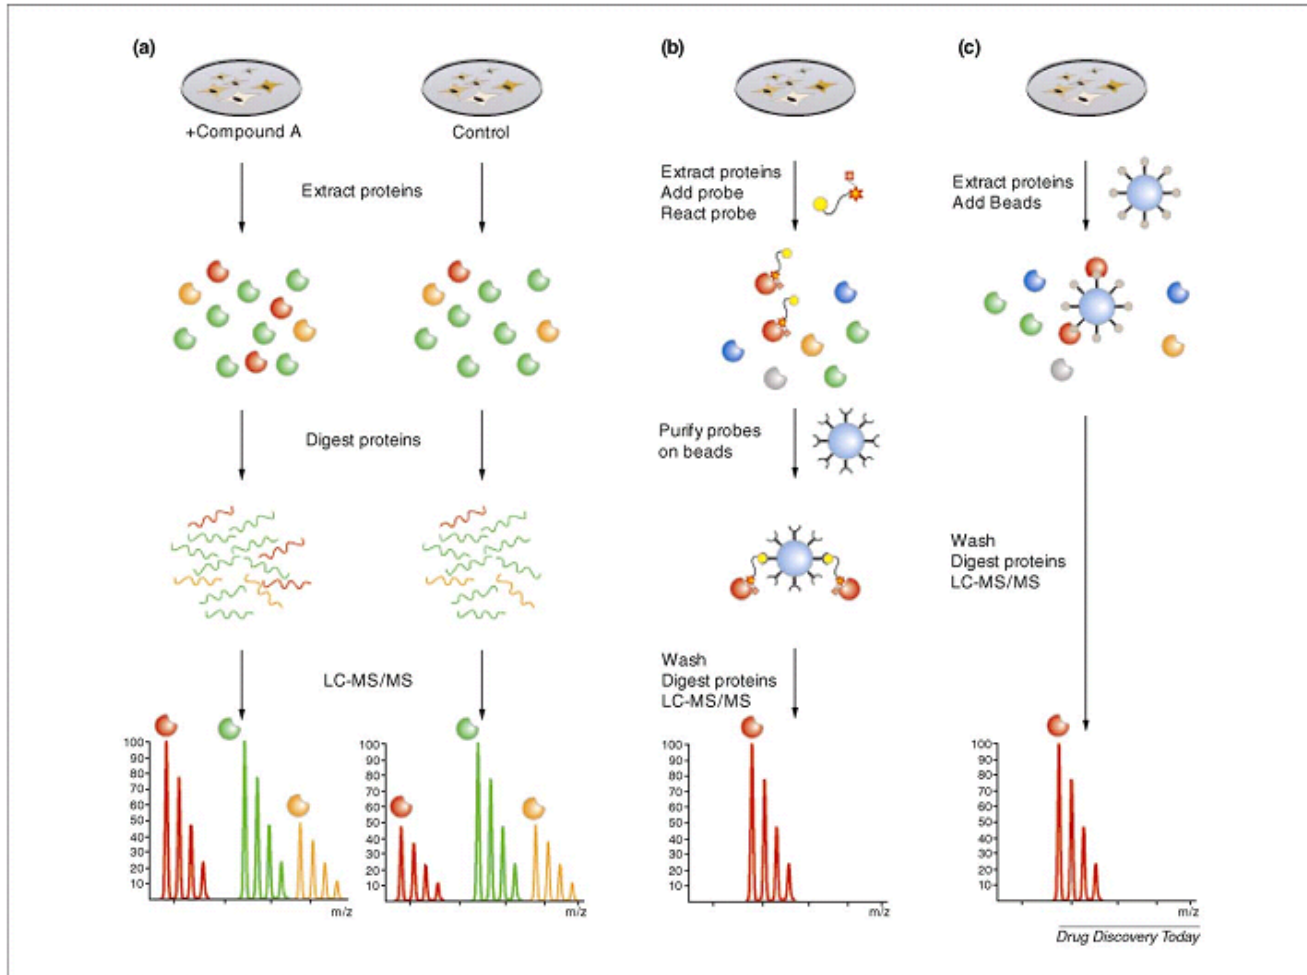 (a)
+Compound A
Control
Extract proteins
Digest proteins
LC-MS/MS
100
90
80
70
60
50
40
30
20
10
m/z
100
90
80
70
60
50
40
30
20
10
m/z
(b)
Extract proteins
Add probe
React probe
Purify probes
on beads
Wash
Digest proteins
LC-MS/MS
100
90
80
70
60
50
40
30
20
10
m/z
(c)
Extract proteins
Add Beads
Wash
Digest proteins
LC-MS/MS
100
90
80
70
60
50
40
30
20
10
m/z
Drug Discovery Today